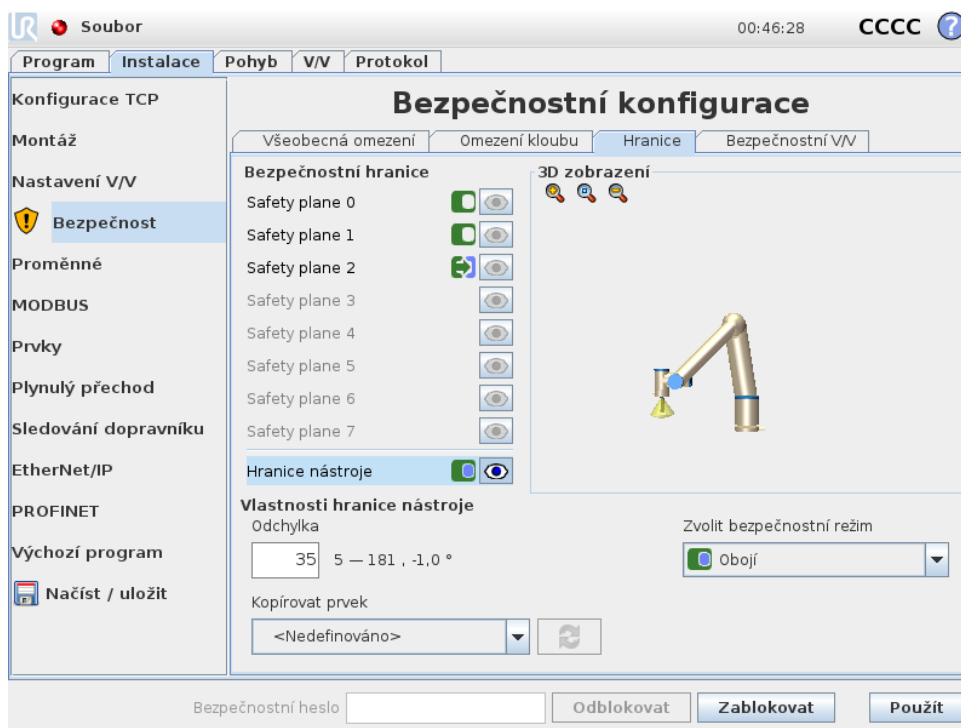 UR Soubor 00:46:28 CCCC ?
Program Instalace Pohyb V/V Protokol
Konfigurace TCP
Montáž
Nastavení V/V
Bezpečnost
Proměnné
MODBUS
Prvky
Plynulý přechod
Sledování dopravníku
EtherNet/IP
PROFINET
Výchozí program
Načíst / uložit
Bezpečnostní konfigurace
Všeobecná omezení Omezení kloubu Hranice Bezpečnostní V/V
Bezpečnostní hranice
Safety plane 0
Safety plane 1
Safety plane 2
Safety plane 3
Safety plane 4
Safety plane 5
Safety plane 6
Safety plane 7
Hranice nástroje
3D zobrazení
Vlastnosti hranice nástroje
Odchylka
35 5 — 181 , -1,0 °
Kopírovat prvek
<Nedefinováno>
Zvolit bezpečnostní režim
Obojí
Bezpečnostní heslo Odblokovat Zablokovat Použít